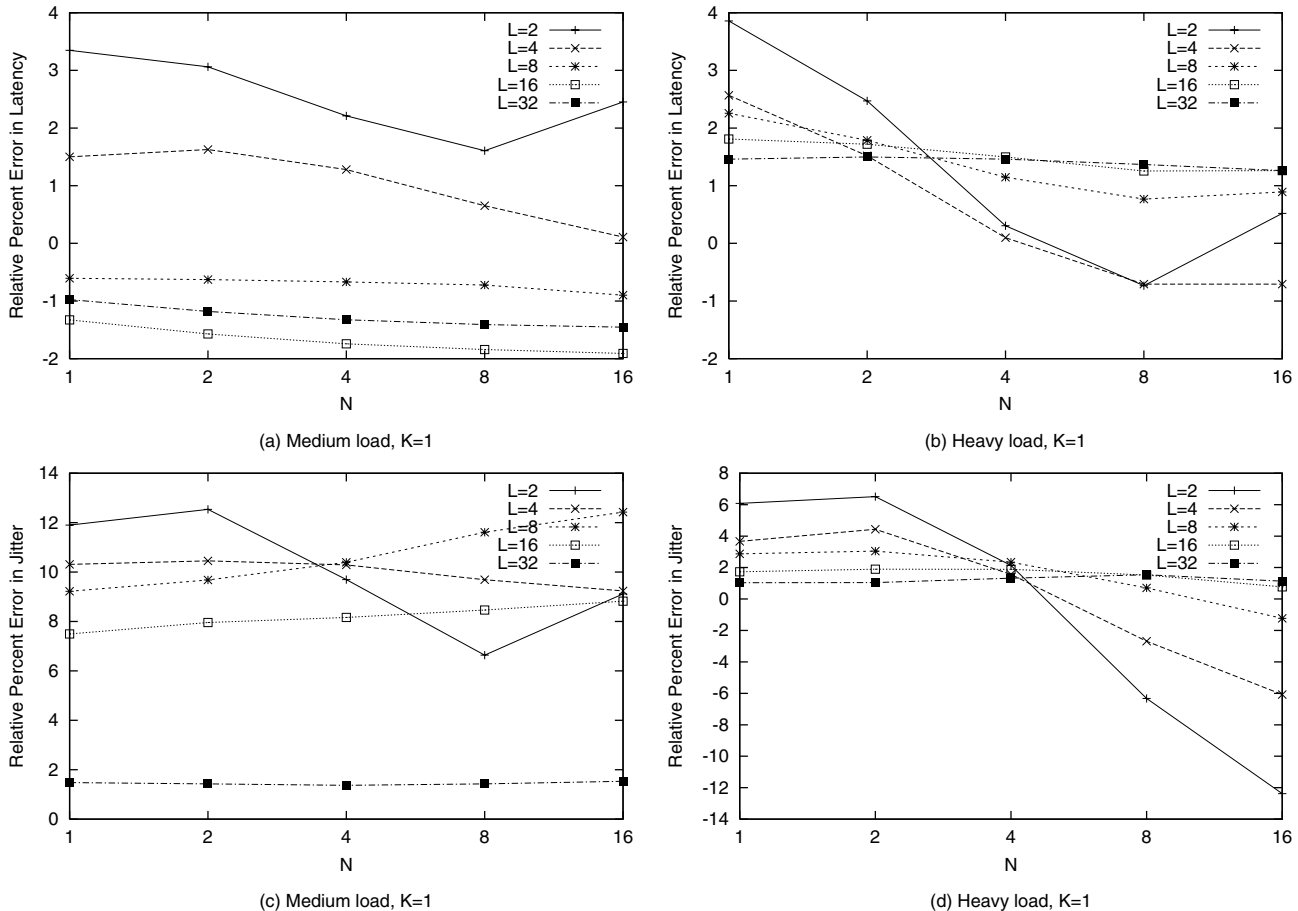 Relative Percent Error in Latency
4
3
2
1
0
-1
-2
1 2 4 8 16
N
L=2
L=4
L=8
L=16
L=32
(a) Medium load, K=1
Relative Percent Error in Latency
4
3
2
1
0
-1
-2
1 2 4 8 16
N
L=2
L=4
L=8
L=16
L=32
(b) Heavy load, K=1
Relative Percent Error in Jitter
14
12
10
8
6
4
2
0
1 2 4 8 16
N
L=2
L=4
L=8
L=16
L=32
(c) Medium load, K=1
Relative Percent Error in Jitter
8
6
4
2
0
-2
-4
-6
-8
-10
-12
-14
1 2 4 8 16
N
L=2
L=4
L=8
L=16
L=32
(d) Heavy load, K=1